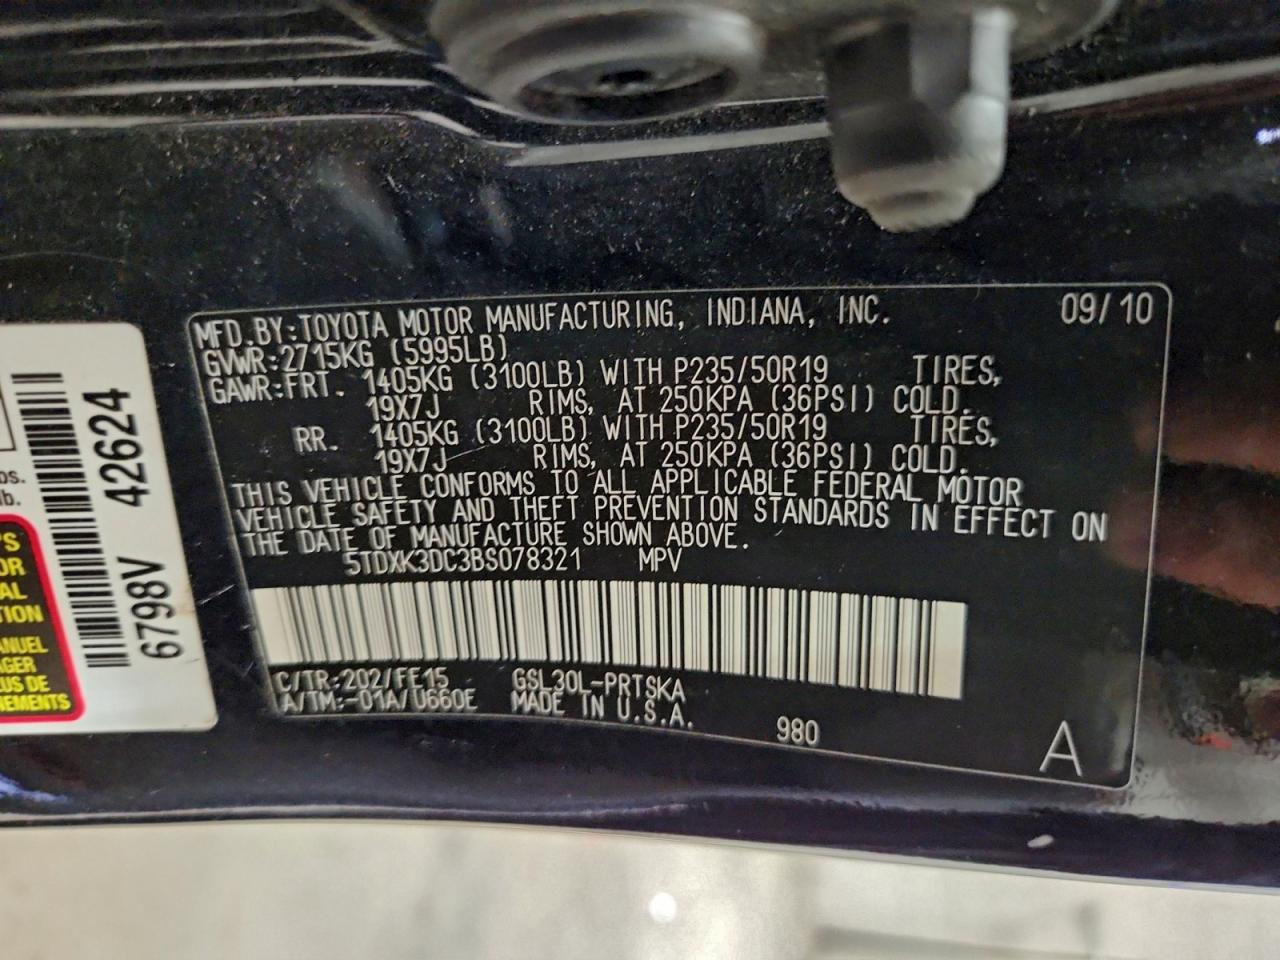 MFD.BY:TOYOTA MOTOR MANUFACTURING, INDIANA, INC. 09/10
GVWR:2715KG (5995LB)
GAWR:FRT. 1405KG (3100LB) WITH P235/50R19 TIRES,
19X7J RIMS, AT 250KPA (36PSI) COLD.
RR. 1405KG (3100LB) WITH P235/50R19 TIRES,
19X7J RIMS, AT 250KPA (36PSI) COLD.
THIS VEHICLE CONFORMS TO ALL APPLICABLE FEDERAL MOTOR
VEHICLE SAFETY AND THEFT PREVENTION STANDARDS IN EFFECT ON
THE DATE OF MANUFACTURE SHOWN ABOVE.
5TDXK3DC3BS078321 MPV
C/TR:202/FE15 GSL30L-PRTSKA
A/TM:-01A/U660E MADE IN U.S.A.
980
A
6798V 42624